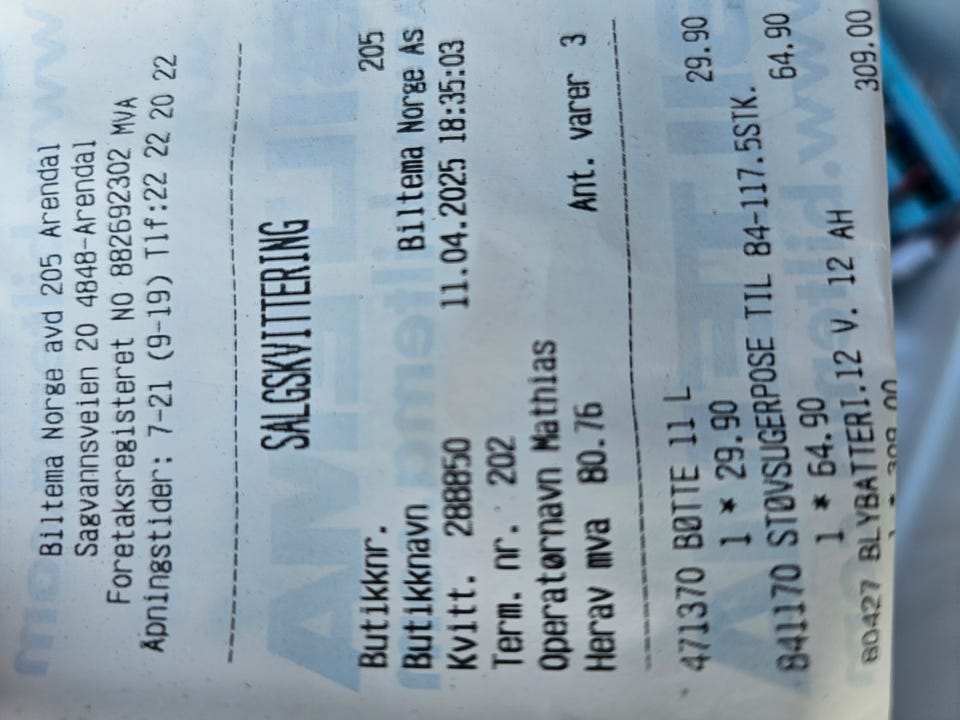 Biltema Norge avd 205 Arendal
Sagvannsveien 20 4848-Arendal
Foretaksregisteret NO 882692302 MVA
Åpningstider: 7-21 (9-19) Tlf:22 22 20 22
SALGSKVITTERING
Butikknr. 205
Butikknavn Biltema Norge As
Kvitt. 288850 11.04.2025 18:35:03
Term. nr. 202
Operatørnavn Mathias
Herav mva 80.76 Ant. varer 3
471370 BØTTE 11 L 29.90
1 * 29.90
841170 STØVSUGERPOSE TIL 84-117.5STK. 64.90
1 * 64.90
80427 BLYBATTERI.12 V. 12 AH 309.00
1 * 309.00